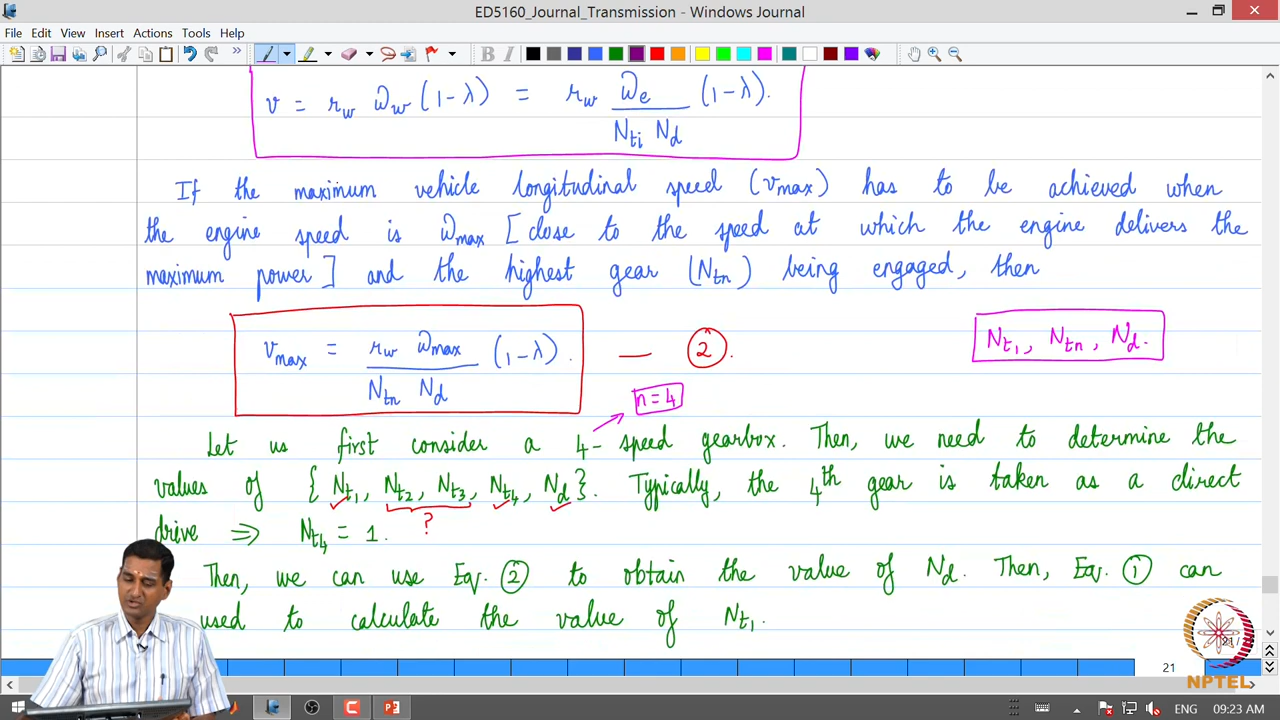 ED5160_Journal_Transmission - Windows Journal
File Edit View Insert Actions Tools Help
v = r_w ω_w (1-λ) = r_w ω_e / (N_ti N_d) (1-λ).
If the maximum vehicle longitudinal speed (v_max) has to be achieved when
the engine speed is ω_max [close to the speed at which the engine delivers the
maximum power] and the highest gear (N_tn) being engaged, then
v_max = r_w ω_max / (N_tn N_d) (1-λ). — ②.
N_t1, N_tn, N_d.
n=4
Let us first consider a 4-speed gearbox. Then, we need to determine the
values of {N_t1, N_t2, N_t3, N_t4, N_d}. Typically, the 4th gear is taken as a direct
drive ⇒ N_t4 = 1. ?
Then, we can use Eq. ② to obtain the value of N_d. Then, Eq. ① can
used to calculate the value of N_t1.
21
NPTEL
ENG 09:23 AM